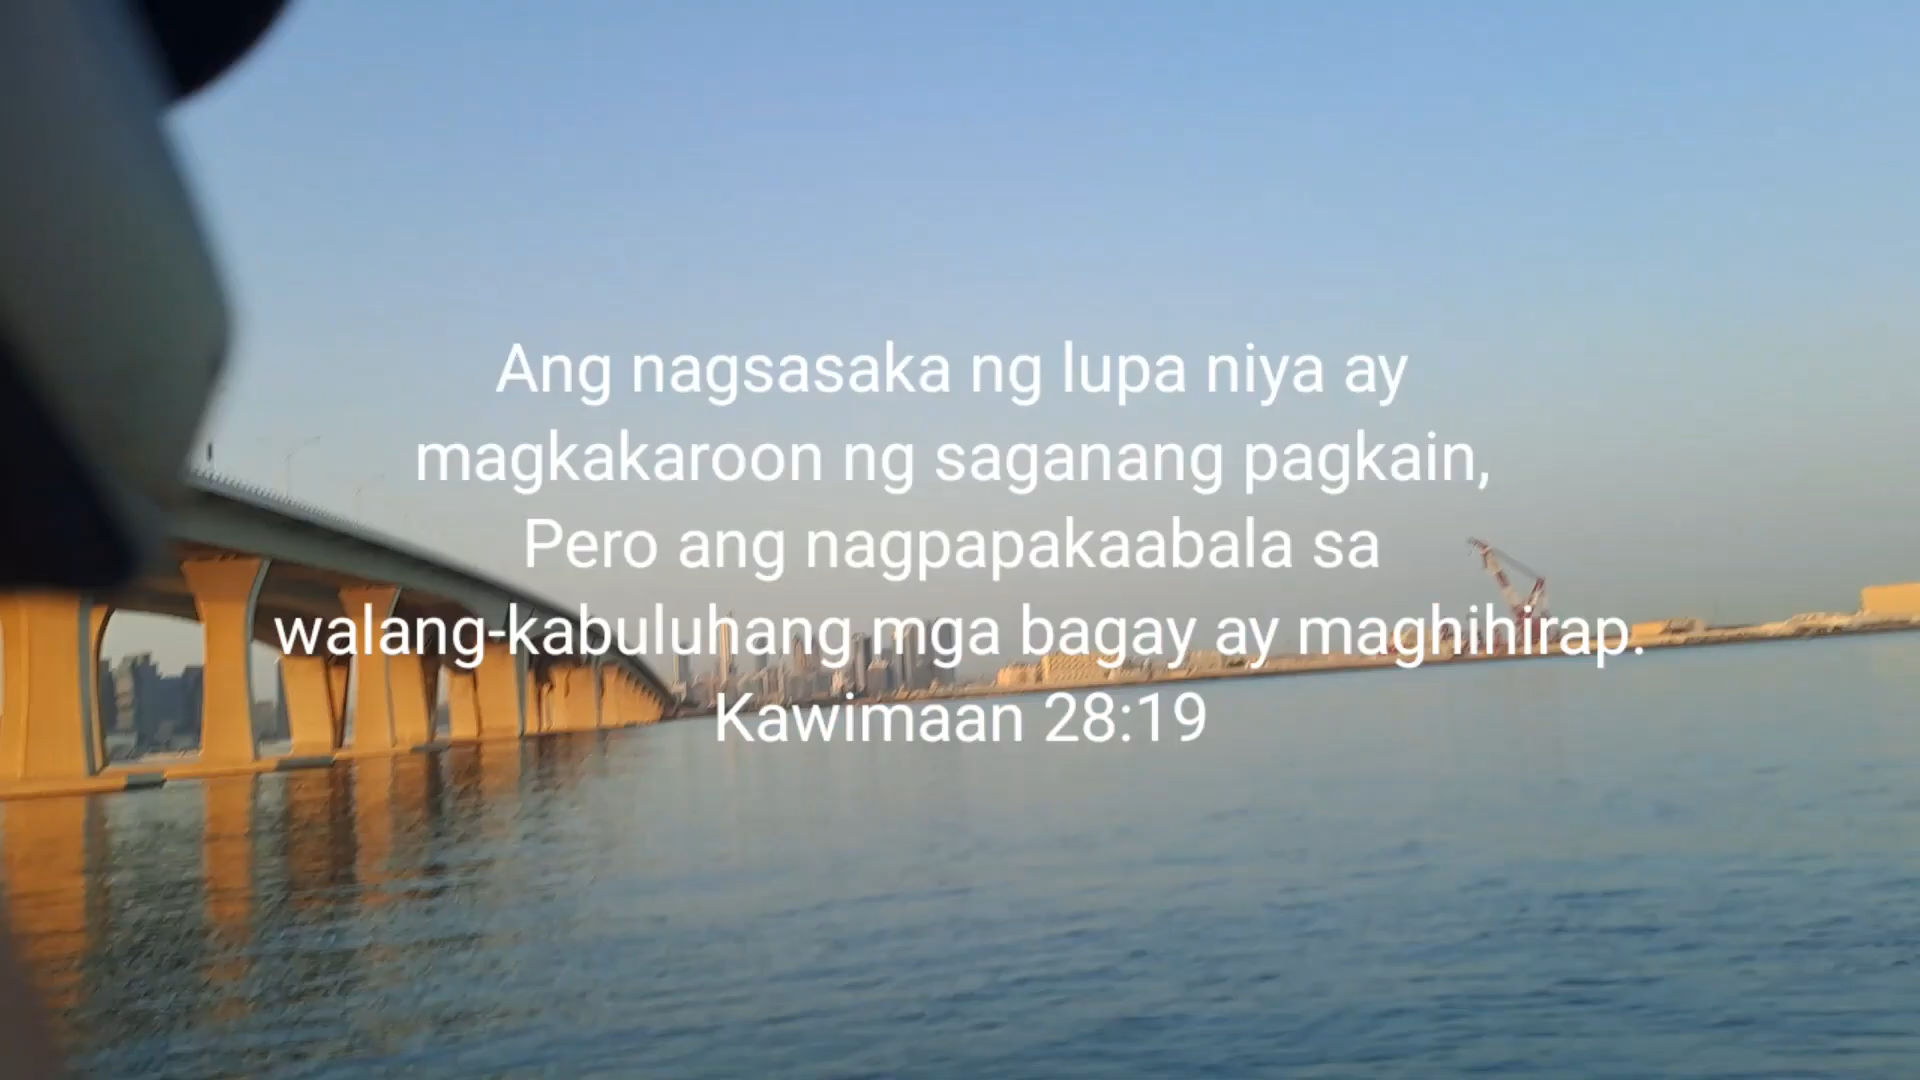 Ang nagsasaka ng lupa niya ay
magkakaroon ng saganang pagkain,
Pero ang nagpapakaabala sa
walang-kabuluhang mga bagay ay maghihirap.
Kawimaan 28:19